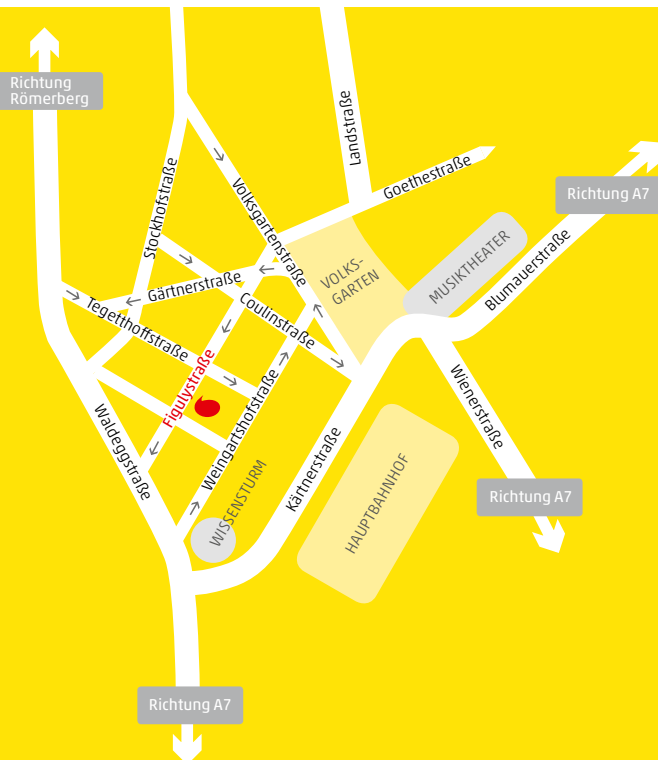 Richtung
Römerberg
Landstraße
Goethestraße
Stockhofstraße
Volksgartenstraße
Richtung A7
VOLKS-
GARTEN
MUSIKTHEATER
Blumauerstraße
Gärtnerstraße
Coulinstraße
Tegetthoffstraße
Figulystraße
Weingartshofstraße
Wienerstraße
Waldeggstraße
Kärtnerstraße
WISSENSTURM
HAUPTBAHNHOF
Richtung A7
Richtung A7